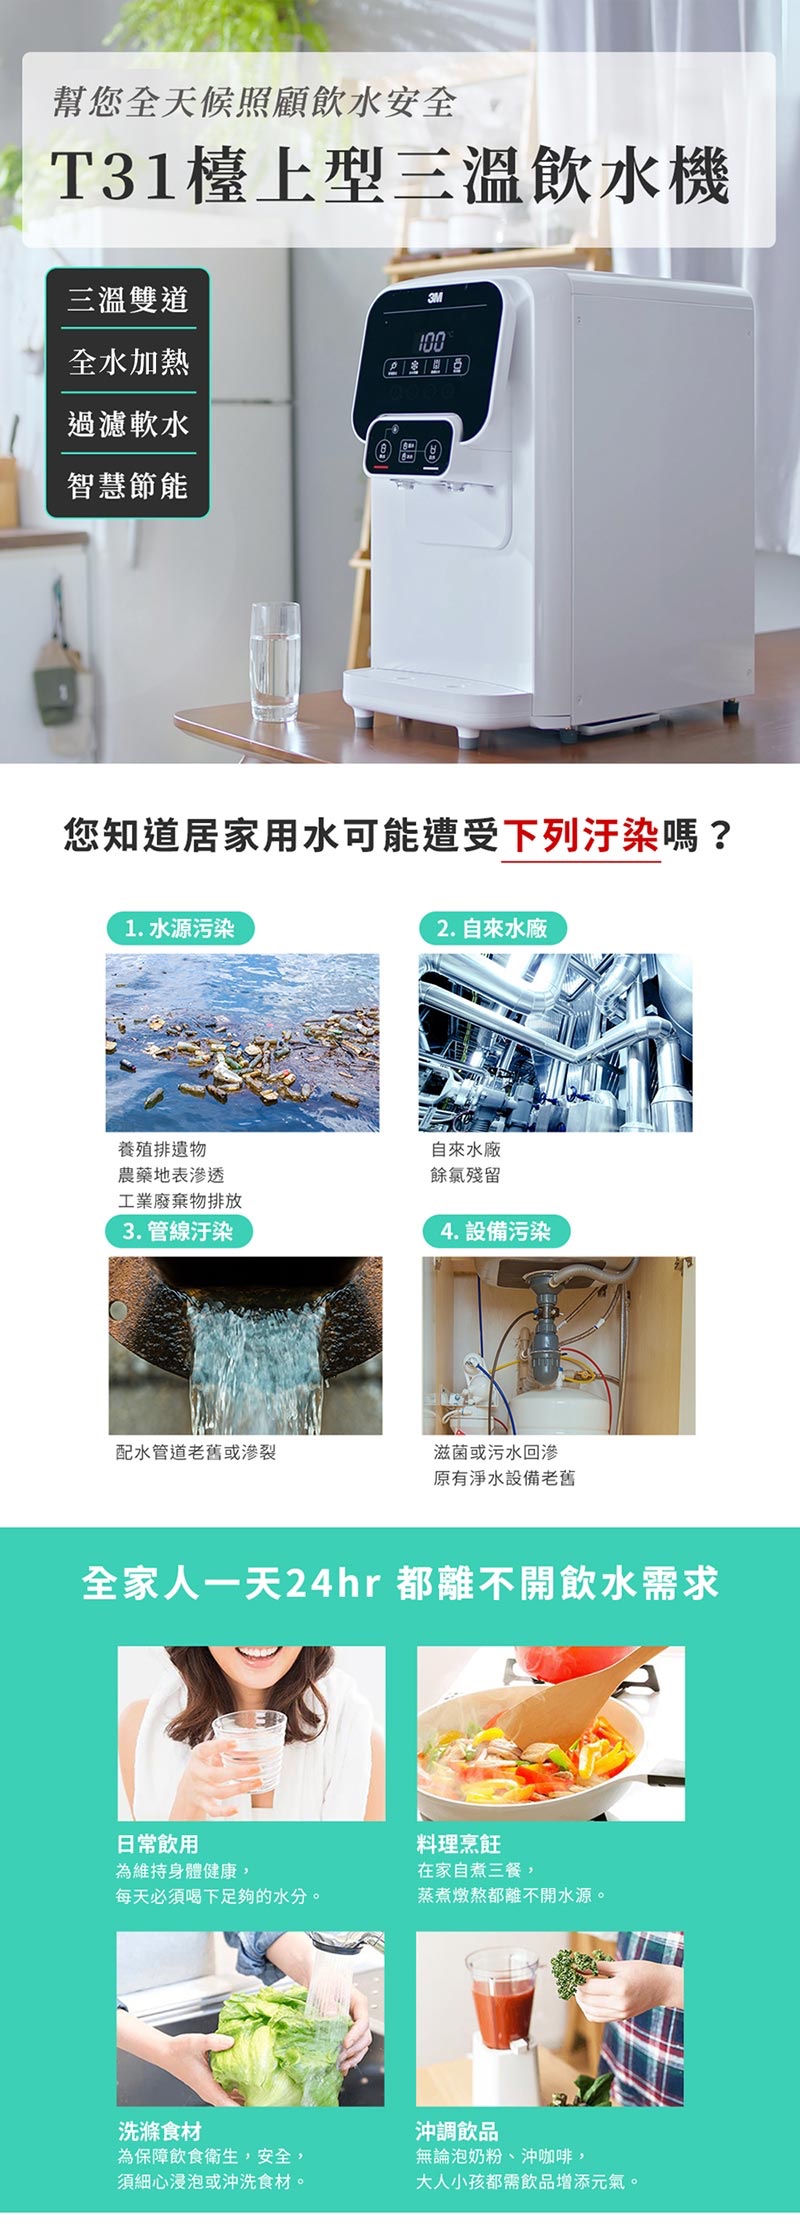 幫您全天候照顧飲水安全
T31檯上型三溫飲水機
三溫雙道
全水加熱
過濾軟水
智慧節能
3M
100°C
您知道居家用水可能遭受下列汙染嗎？
1. 水源污染
2. 自來水廠
養殖排遺物
農藥地表滲透
工業廢棄物排放
自來水廠
餘氯殘留
3. 管線汙染
4. 設備污染
配水管道老舊或滲裂
滋菌或污水回滲
原有淨水設備老舊
全家人一天24hr 都離不開飲水需求
日常飲用
為維持身體健康，
每天必須喝下足夠的水分。
料理烹飪
在家自煮三餐，
蒸煮燉熬都離不開水源。
洗滌食材
為保障飲食衛生，安全，
須細心浸泡或沖洗食材。
沖調飲品
無論泡奶粉、沖咖啡，
大人小孩都需飲品增添元氣。